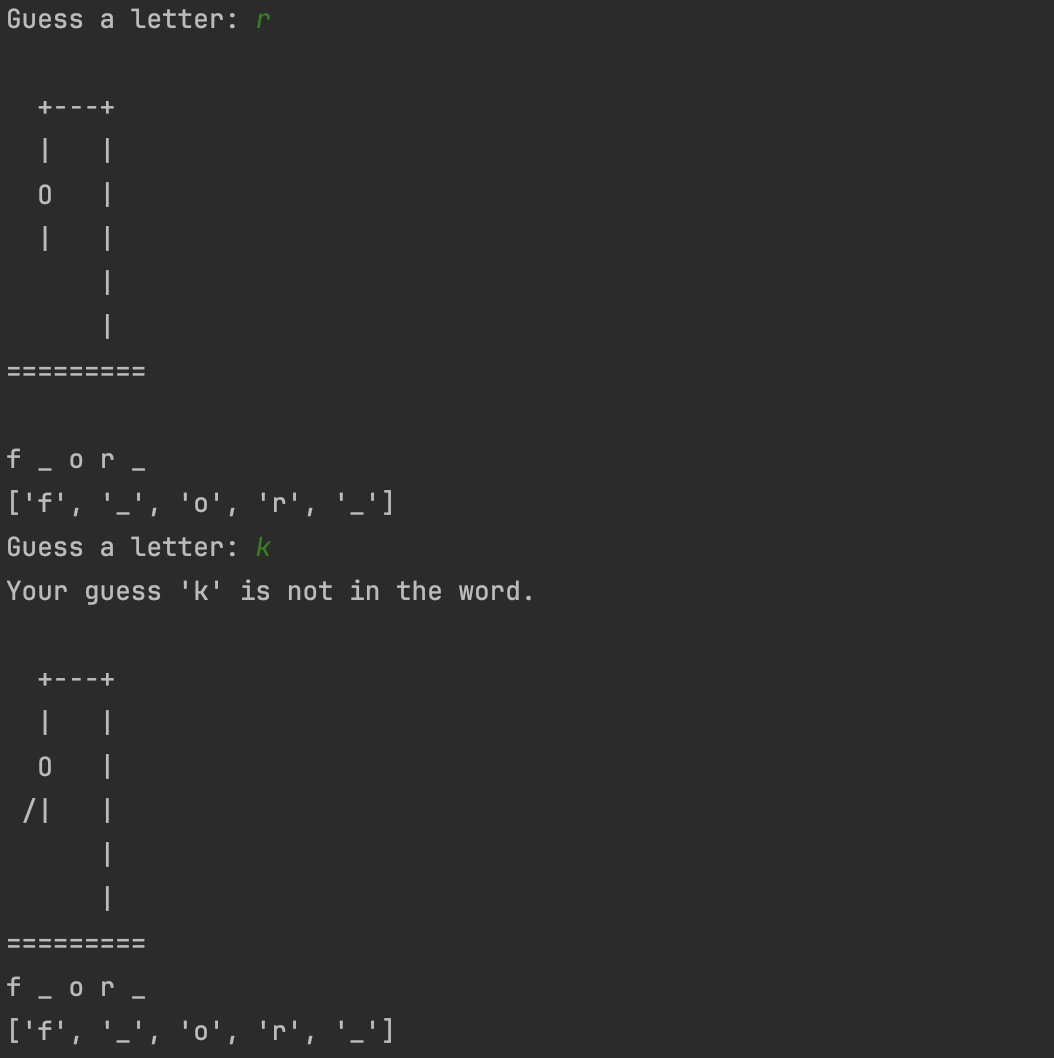 Guess a letter: r
  +---+
  |   |
  O   |
  |   |
      |
      |
=========
f _ o r _
['f', '_', 'o', 'r', '_']
Guess a letter: k
Your guess 'k' is not in the word.
  +---+
  |   |
  O   |
 /|   |
      |
      |
=========
f _ o r _
['f', '_', 'o', 'r', '_']